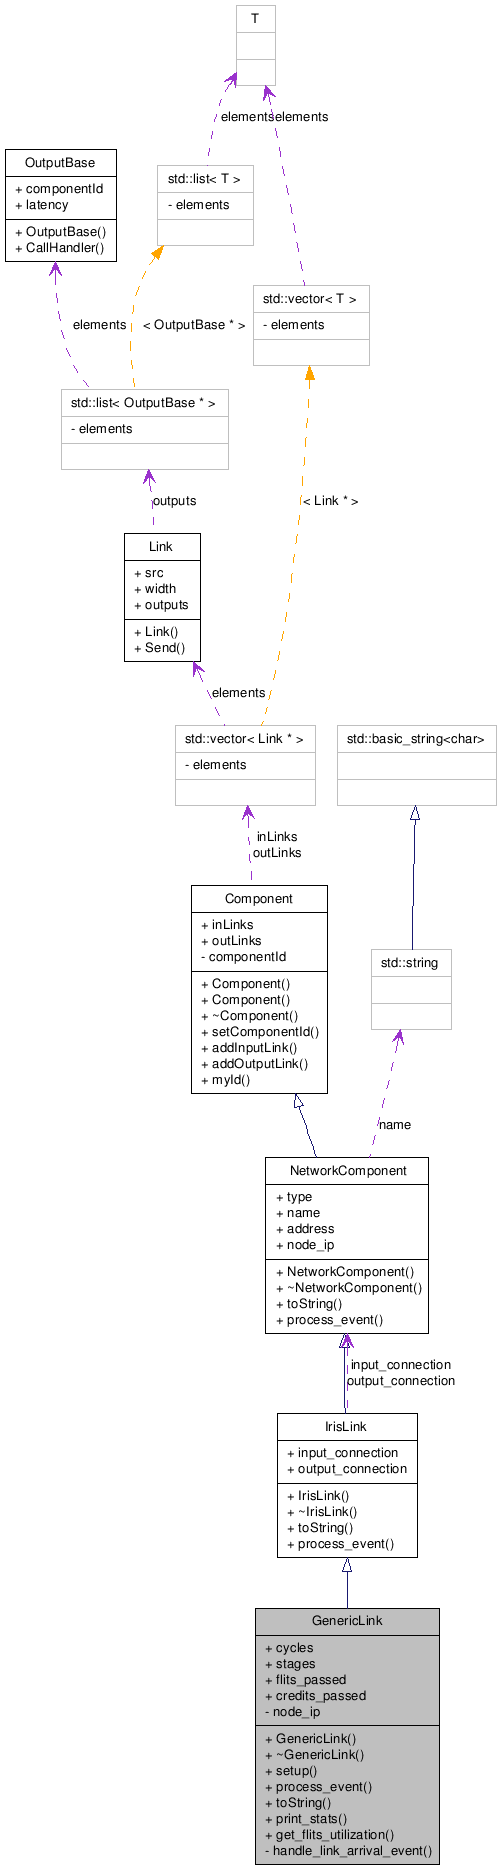 T
elements
elements
OutputBase
+ componentId
+ latency
+ OutputBase()
+ CallHandler()
std::list< T >
- elements
std::vector< T >
- elements
elements
< OutputBase * >
std::list< OutputBase * >
- elements
outputs
< Link * >
Link
+ src
+ width
+ outputs
+ Link()
+ Send()
elements
std::vector< Link * >
- elements
std::basic_string<char>
inLinks
outLinks
Component
+ inLinks
+ outLinks
- componentId
+ Component()
+ Component()
+ ~Component()
+ setComponentId()
+ addInputLink()
+ addOutputLink()
+ myId()
std::string
name
NetworkComponent
+ type
+ name
+ address
+ node_ip
+ NetworkComponent()
+ ~NetworkComponent()
+ toString()
+ process_event()
input_connection
output_connection
IrisLink
+ input_connection
+ output_connection
+ IrisLink()
+ ~IrisLink()
+ toString()
+ process_event()
GenericLink
+ cycles
+ stages
+ flits_passed
+ credits_passed
- node_ip
+ GenericLink()
+ ~GenericLink()
+ setup()
+ process_event()
+ toString()
+ print_stats()
+ get_flits_utilization()
- handle_link_arrival_event()